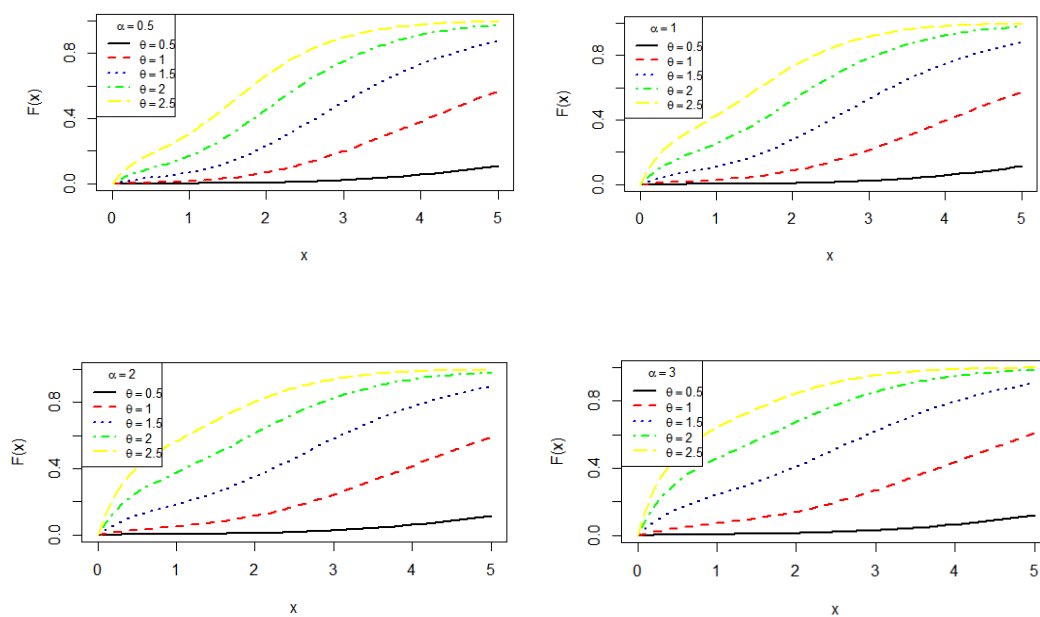 α = 0.5
θ = 0.5
θ = 1
θ = 1.5
θ = 2
θ = 2.5
F(x)
0.0 0.4 0.8
0 1 2 3 4 5
x
α = 1
θ = 0.5
θ = 1
θ = 1.5
θ = 2
θ = 2.5
F(x)
0.0 0.4 0.8
0 1 2 3 4 5
x
α = 2
θ = 0.5
θ = 1
θ = 1.5
θ = 2
θ = 2.5
F(x)
0.0 0.4 0.8
0 1 2 3 4 5
x
α = 3
θ = 0.5
θ = 1
θ = 1.5
θ = 2
θ = 2.5
F(x)
0.0 0.4 0.8
0 1 2 3 4 5
x